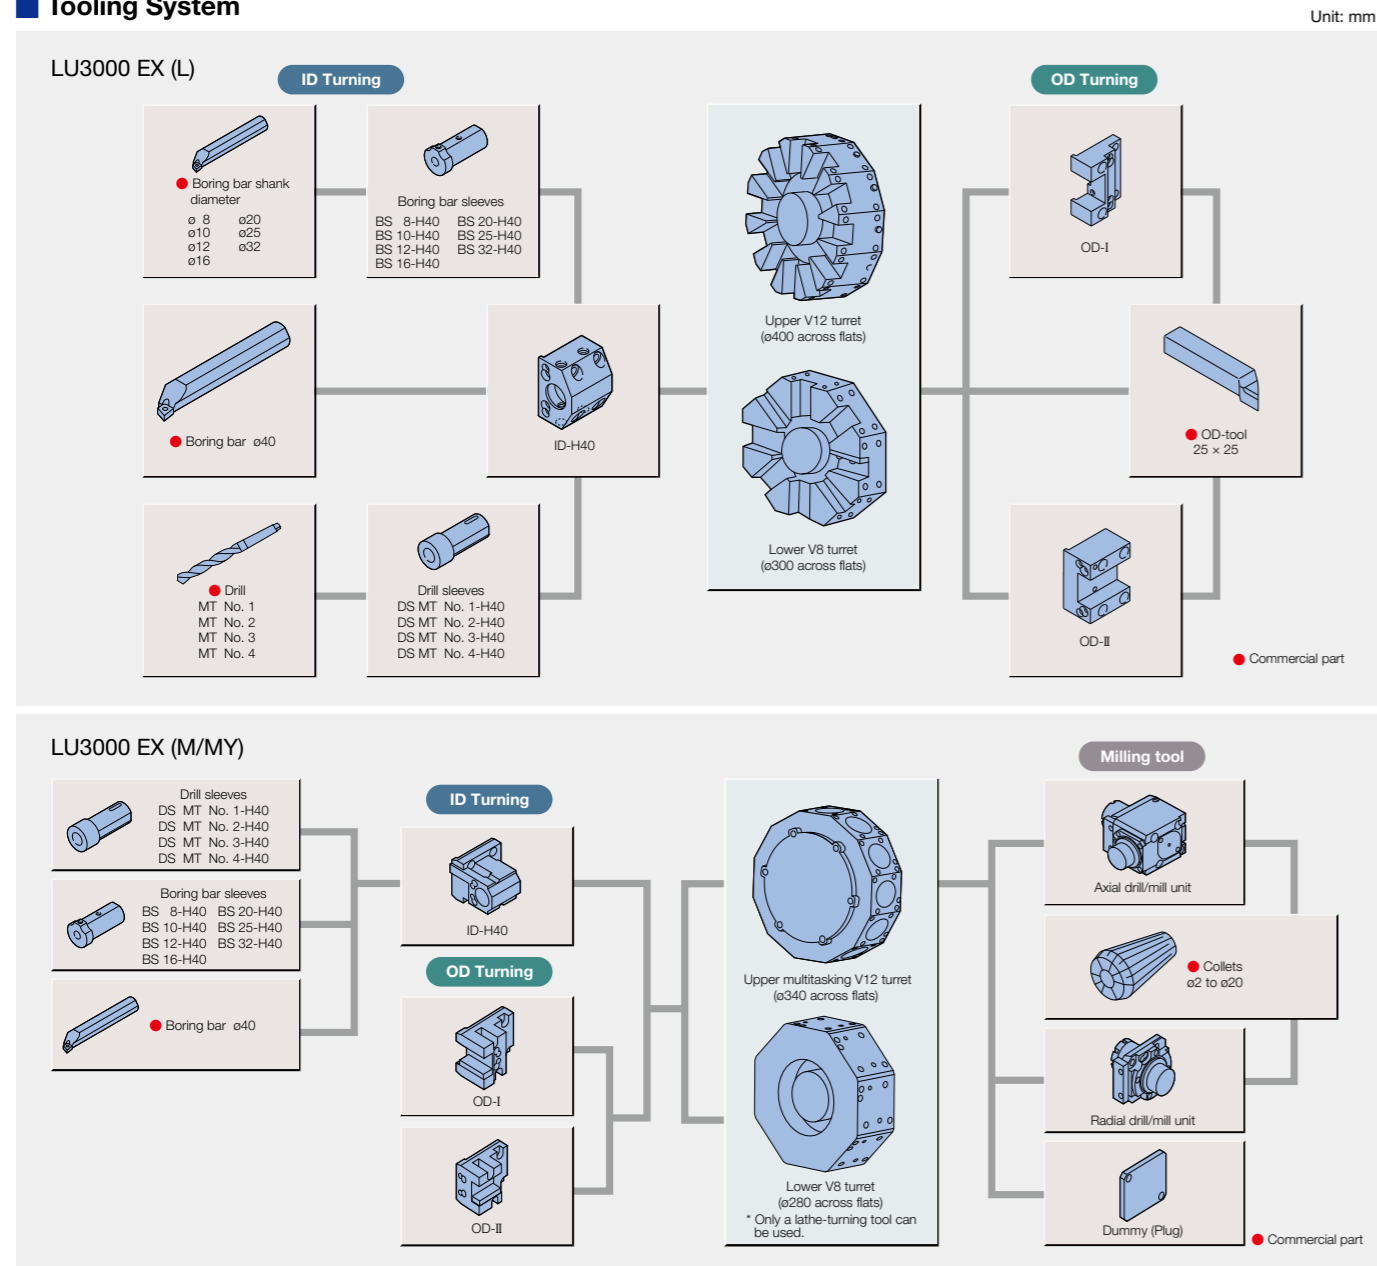 Tooling System
Unit: mm
LU3000 EX (L)
ID Turning
OD Turning
Boring bar shank
diameter
ø 8 ø20
ø10 ø25
ø12 ø32
ø16
Boring bar sleeves
BS 8-H40 BS 20-H40
BS 10-H40 BS 25-H40
BS 12-H40 BS 32-H40
BS 16-H40
Upper V12 turret
(ø400 across flats)
OD-I
Boring bar ø40
ID-H40
OD-tool
25 × 25
Lower V8 turret
(ø300 across flats)
Drill
MT No. 1
MT No. 2
MT No. 3
MT No. 4
Drill sleeves
DS MT No. 1-H40
DS MT No. 2-H40
DS MT No. 3-H40
DS MT No. 4-H40
OD-II
Commercial part
LU3000 EX (M/MY)
Milling tool
Drill sleeves
DS MT No. 1-H40
DS MT No. 2-H40
DS MT No. 3-H40
DS MT No. 4-H40
ID Turning
Boring bar sleeves
BS 8-H40 BS 20-H40
BS 10-H40 BS 25-H40
BS 12-H40 BS 32-H40
BS 16-H40
ID-H40
Axial drill/mill unit
OD Turning
Upper multitasking V12 turret
(ø340 across flats)
Collets
ø2 to ø20
Boring bar ø40
OD-I
Radial drill/mill unit
OD-II
Lower V8 turret
(ø280 across flats)
* Only a lathe-turning tool can
be used.
Dummy (Plug)
Commercial part